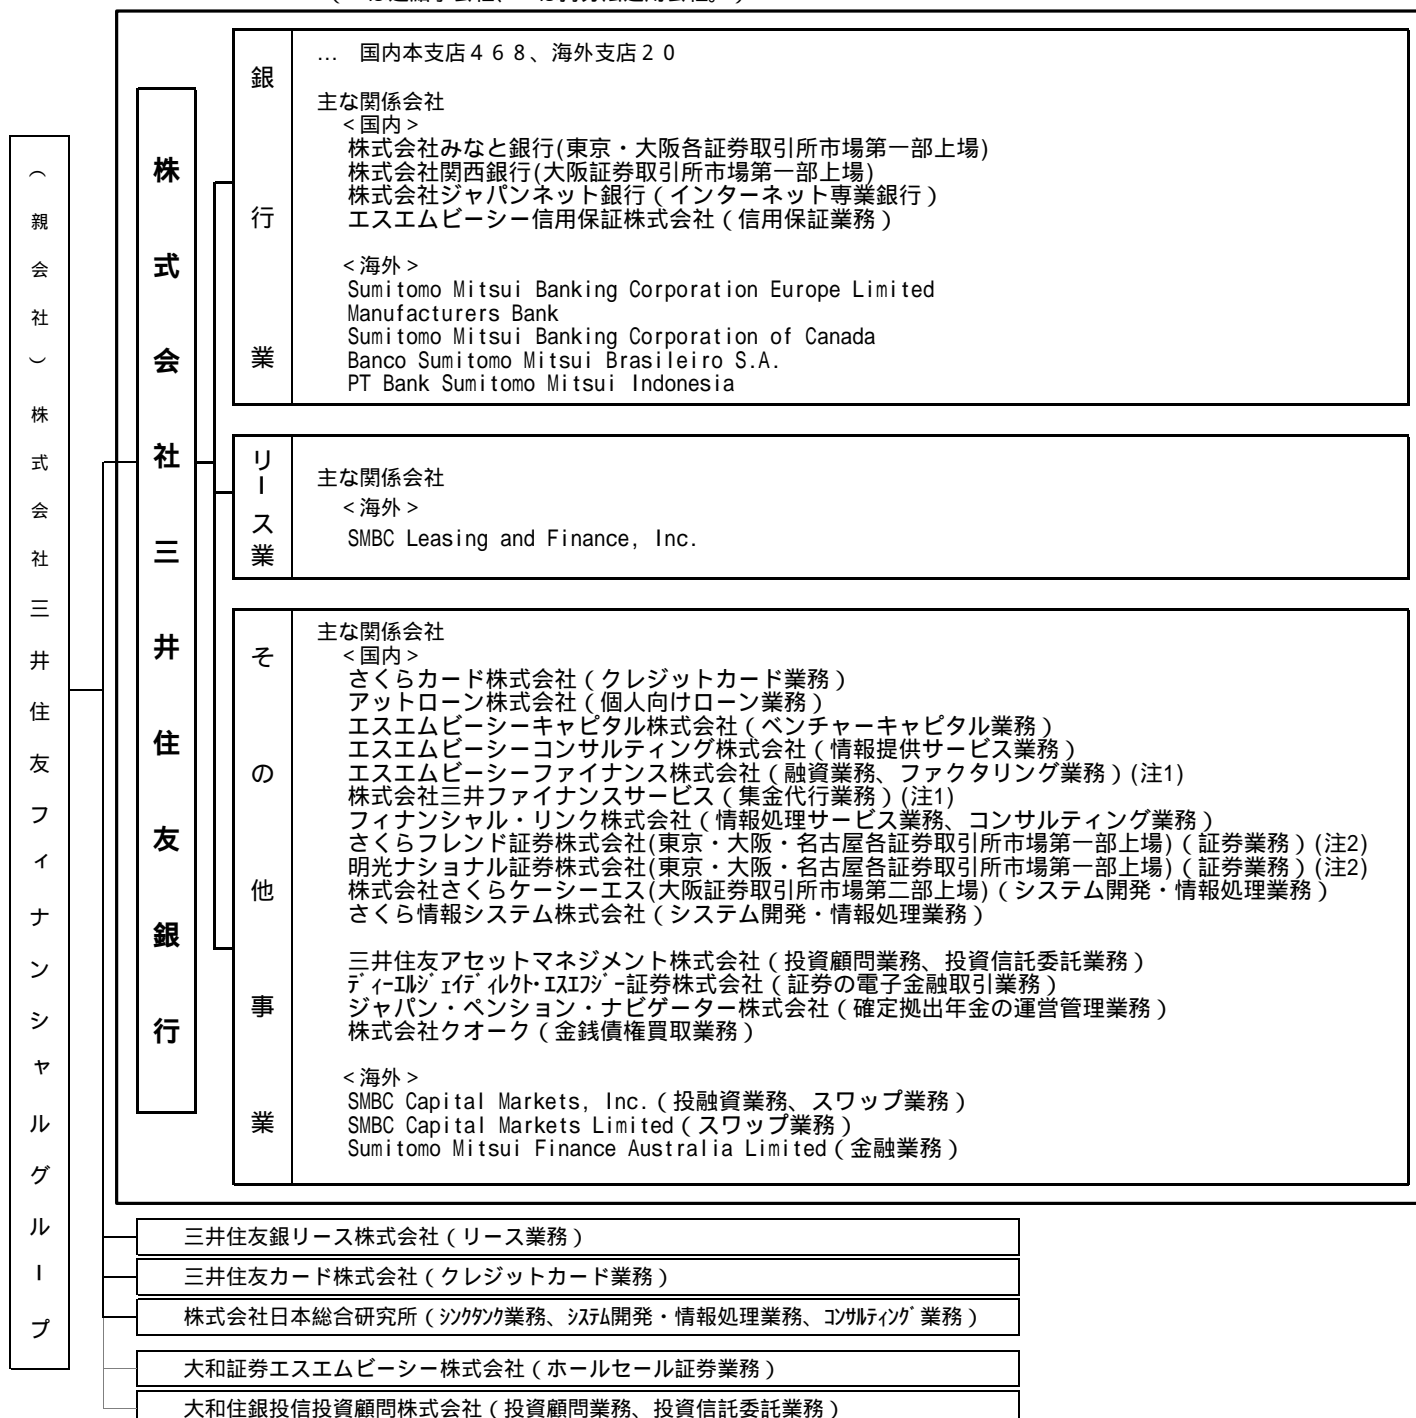 （親会社）株式会社三井住友フィナンシャルグループ
株式会社三井住友銀行
銀行業
… 国内本支店４６８、海外支店２０
主な関係会社
＜国内＞
株式会社みなと銀行(東京・大阪各証券取引所市場第一部上場)
株式会社関西銀行(大阪証券取引所市場第一部上場)
株式会社ジャパンネット銀行（インターネット専業銀行）
エスエムビーシー信用保証株式会社（信用保証業務）
＜海外＞
Sumitomo Mitsui Banking Corporation Europe Limited
Manufacturers Bank
Sumitomo Mitsui Banking Corporation of Canada
Banco Sumitomo Mitsui Brasileiro S.A.
PT Bank Sumitomo Mitsui Indonesia
リース業
主な関係会社
＜海外＞
SMBC Leasing and Finance, Inc.
その他事業
主な関係会社
＜国内＞
さくらカード株式会社（クレジットカード業務）
アットローン株式会社（個人向けローン業務）
エスエムビーシーキャピタル株式会社（ベンチャーキャピタル業務）
エスエムビーシーコンサルティング株式会社（情報提供サービス業務）
エスエムビーシーファイナンス株式会社（融資業務、ファクタリング業務）(注1)
株式会社三井ファイナンスサービス（集金代行業務）(注1)
フィナンシャル・リンク株式会社（情報処理サービス業務、コンサルティング業務）
さくらフレンド証券株式会社(東京・大阪・名古屋各証券取引所市場第一部上場)（証券業務）(注2)
明光ナショナル証券株式会社(東京・大阪・名古屋各証券取引所市場第一部上場)（証券業務）(注2)
株式会社さくらケーシーエス(大阪証券取引所市場第二部上場)（システム開発・情報処理業務）
さくら情報システム株式会社（システム開発・情報処理業務）
三井住友アセットマネジメント株式会社（投資顧問業務、投資信託委託業務）
ﾃﾞｨｰｴﾙｼﾞｪｲﾃﾞｨﾚｸﾄ･ｴｽｴﾌｼﾞｰ証券株式会社（証券の電子金融取引業務）
ジャパン・ペンション・ナビゲーター株式会社（確定拠出年金の運営管理業務）
株式会社クオーク（金銭債権買取業務）
＜海外＞
SMBC Capital Markets, Inc.（投融資業務、スワップ業務）
SMBC Capital Markets Limited（スワップ業務）
Sumitomo Mitsui Finance Australia Limited（金融業務）
三井住友銀リース株式会社（リース業務）
三井住友カード株式会社（クレジットカード業務）
株式会社日本総合研究所（ｼﾝｸﾀﾝｸ業務、ｼｽﾃﾑ開発・情報処理業務、ｺﾝｻﾙﾃｨﾝｸﾞ業務）
大和証券エスエムビーシー株式会社（ホールセール証券業務）
大和住銀投信投資顧問株式会社（投資顧問業務、投資信託委託業務）